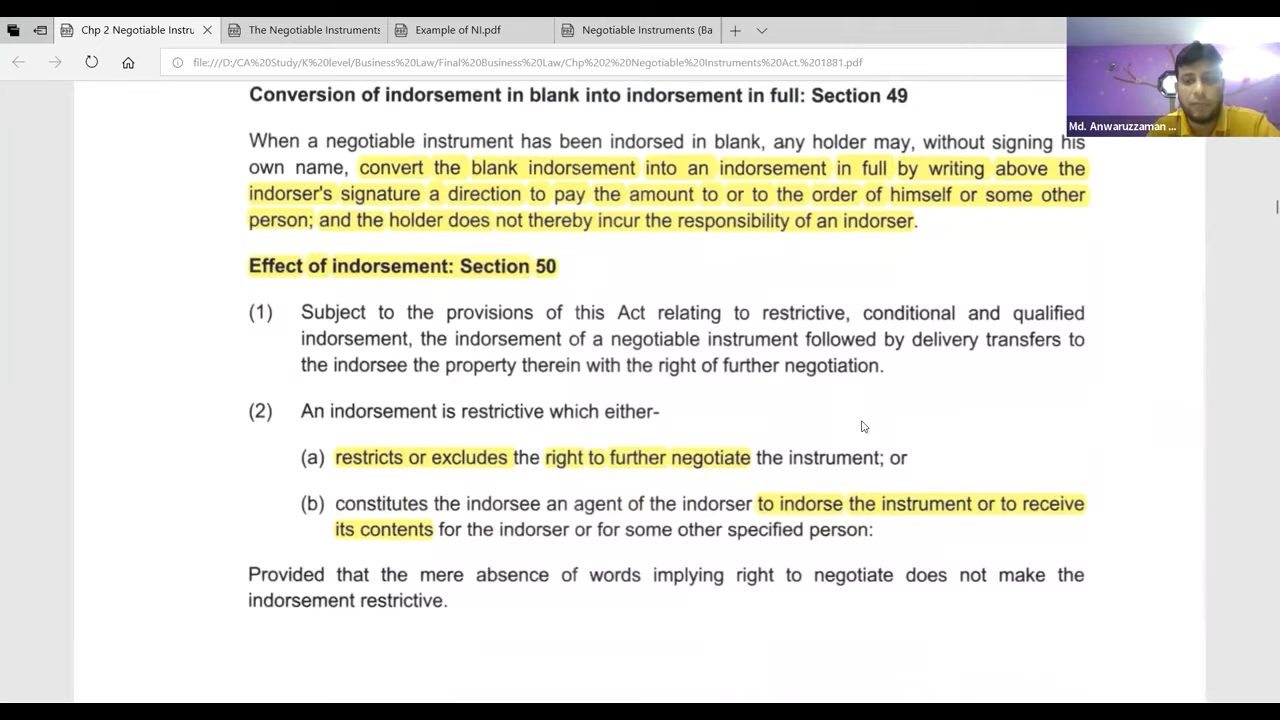 Chp 2 Negotiable Instru
The Negotiable Instruments
Example of NI.pdf
Negotiable Instruments (Ba
file:///D:/CA%20Study/K%20level/Business%20Law/Final%20Business%20Law/Chp%202%20Negotiable%20Instruments%20Act.%201881.pdf
Md. Anwaruzzaman ...
Conversion of indorsement in blank into indorsement in full: Section 49
When a negotiable instrument has been indorsed in blank, any holder may, without signing his
own name, convert the blank indorsement into an indorsement in full by writing above the
indorser's signature a direction to pay the amount to or to the order of himself or some other
person; and the holder does not thereby incur the responsibility of an indorser.
Effect of indorsement: Section 50
(1) Subject to the provisions of this Act relating to restrictive, conditional and qualified
indorsement, the indorsement of a negotiable instrument followed by delivery transfers to
the indorsee the property therein with the right of further negotiation.
(2) An indorsement is restrictive which either-
(a) restricts or excludes the right to further negotiate the instrument; or
(b) constitutes the indorsee an agent of the indorser to indorse the instrument or to receive
its contents for the indorser or for some other specified person:
Provided that the mere absence of words implying right to negotiate does not make the
indorsement restrictive.